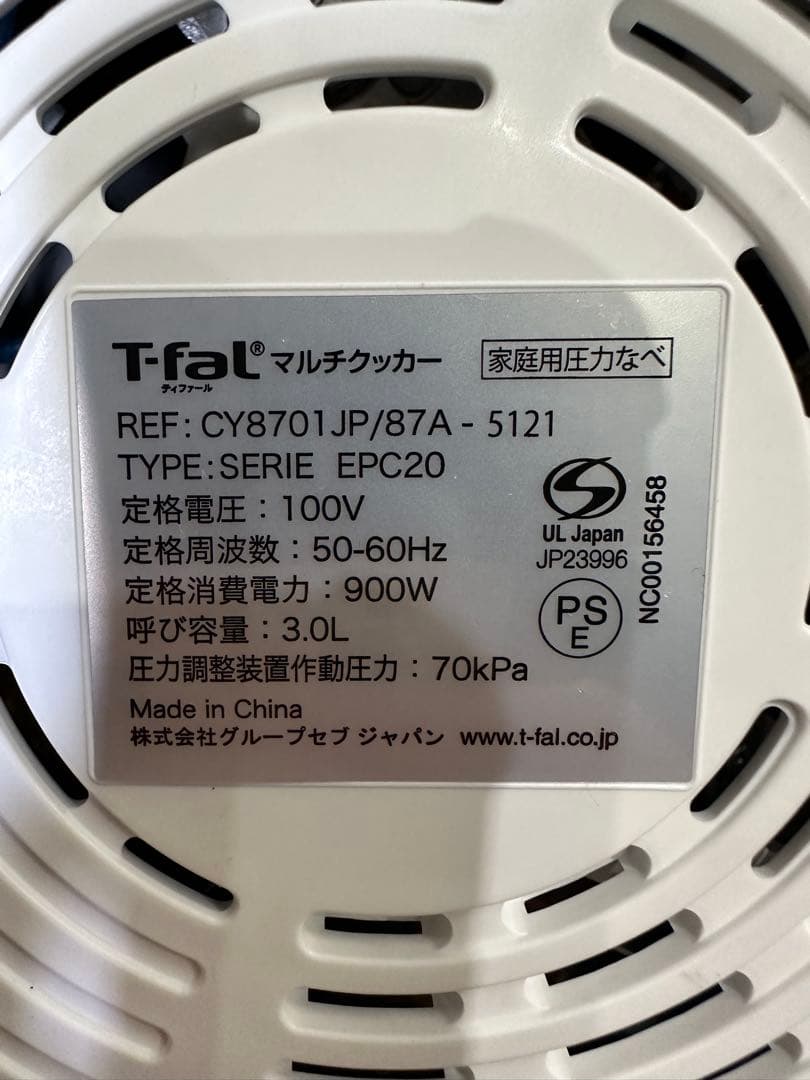 T-fal® マルチクッカー 家庭用圧力なべ
ティファール
REF: CY8701JP/87A - 5121
TYPE: SERIE EPC20
定格電圧：100V
定格周波数：50-60Hz
定格消費電力：900W
呼び容量：3.0L
圧力調整装置作動圧力：70kPa
Made in China
株式会社グループセブ ジャパン www.t-fal.co.jp
S
UL Japan
JP23996
PS
E
NC00156458